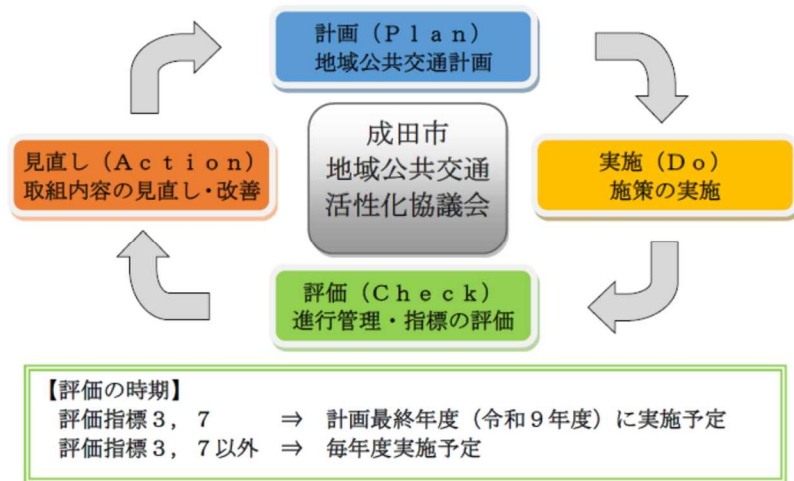 計画（Ｐｌａｎ）
地域公共交通計画
成田市
地域公共交通
活性化協議会
見直し（Ａｃｔｉｏｎ）
取組内容の見直し・改善
実施（Ｄｏ）
施策の実施
評価（Ｃｈｅｃｋ）
進行管理・指標の評価
【評価の時期】
評価指標３，７　⇒　計画最終年度（令和９年度）に実施予定
評価指標３，７以外　⇒　毎年度実施予定